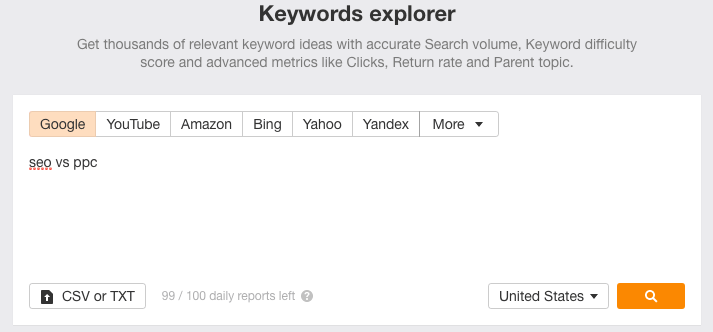 Keywords explorer
Get thousands of relevant keyword ideas with accurate Search volume, Keyword difficulty
score and advanced metrics like Clicks, Return rate and Parent topic.
Google YouTube Amazon Bing Yahoo Yandex More
seo vs ppc
CSV or TXT 99 / 100 daily reports left ? United States